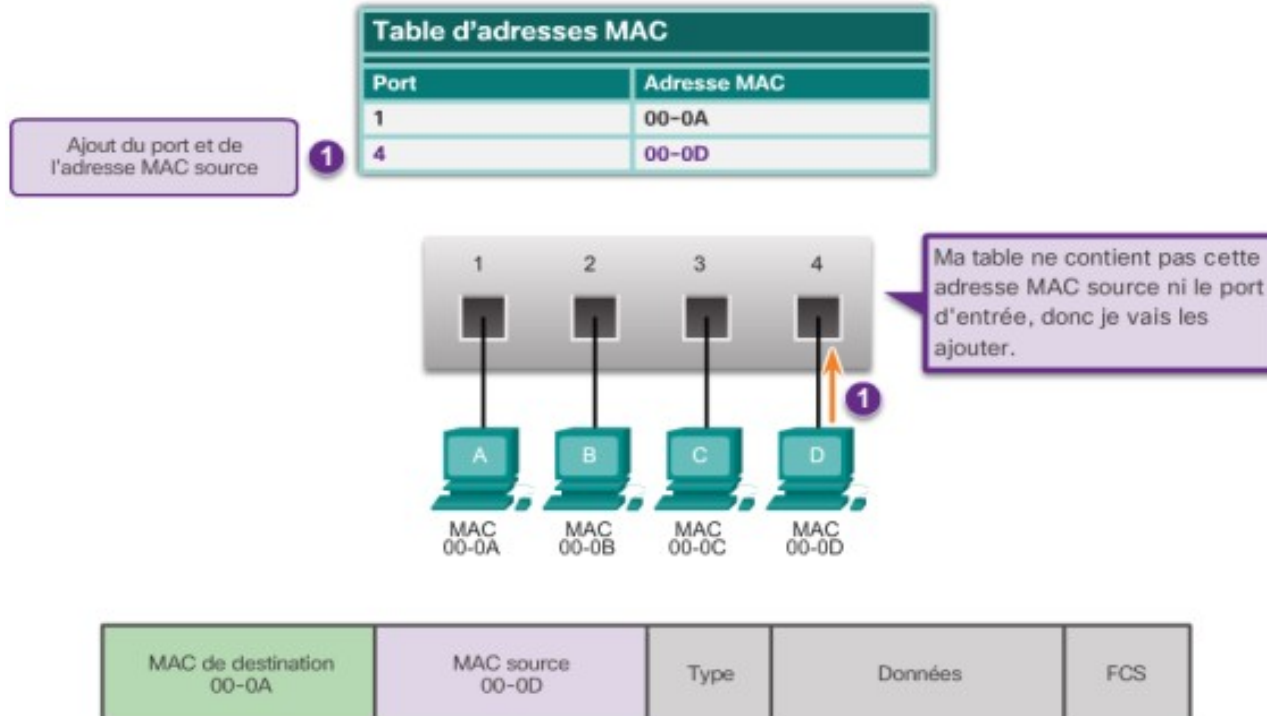 Table d'adresses MAC
Port Adresse MAC
1 00-0A
4 00-0D
Ajout du port et de
l'adresse MAC source
1
1 2 3 4
Ma table ne contient pas cette
adresse MAC source ni le port
d'entrée, donc je vais les
ajouter.
1
A B C D
MAC MAC MAC MAC
00-0A 00-0B 00-0C 00-0D
MAC de destination MAC source Type Données FCS
00-0A 00-0D